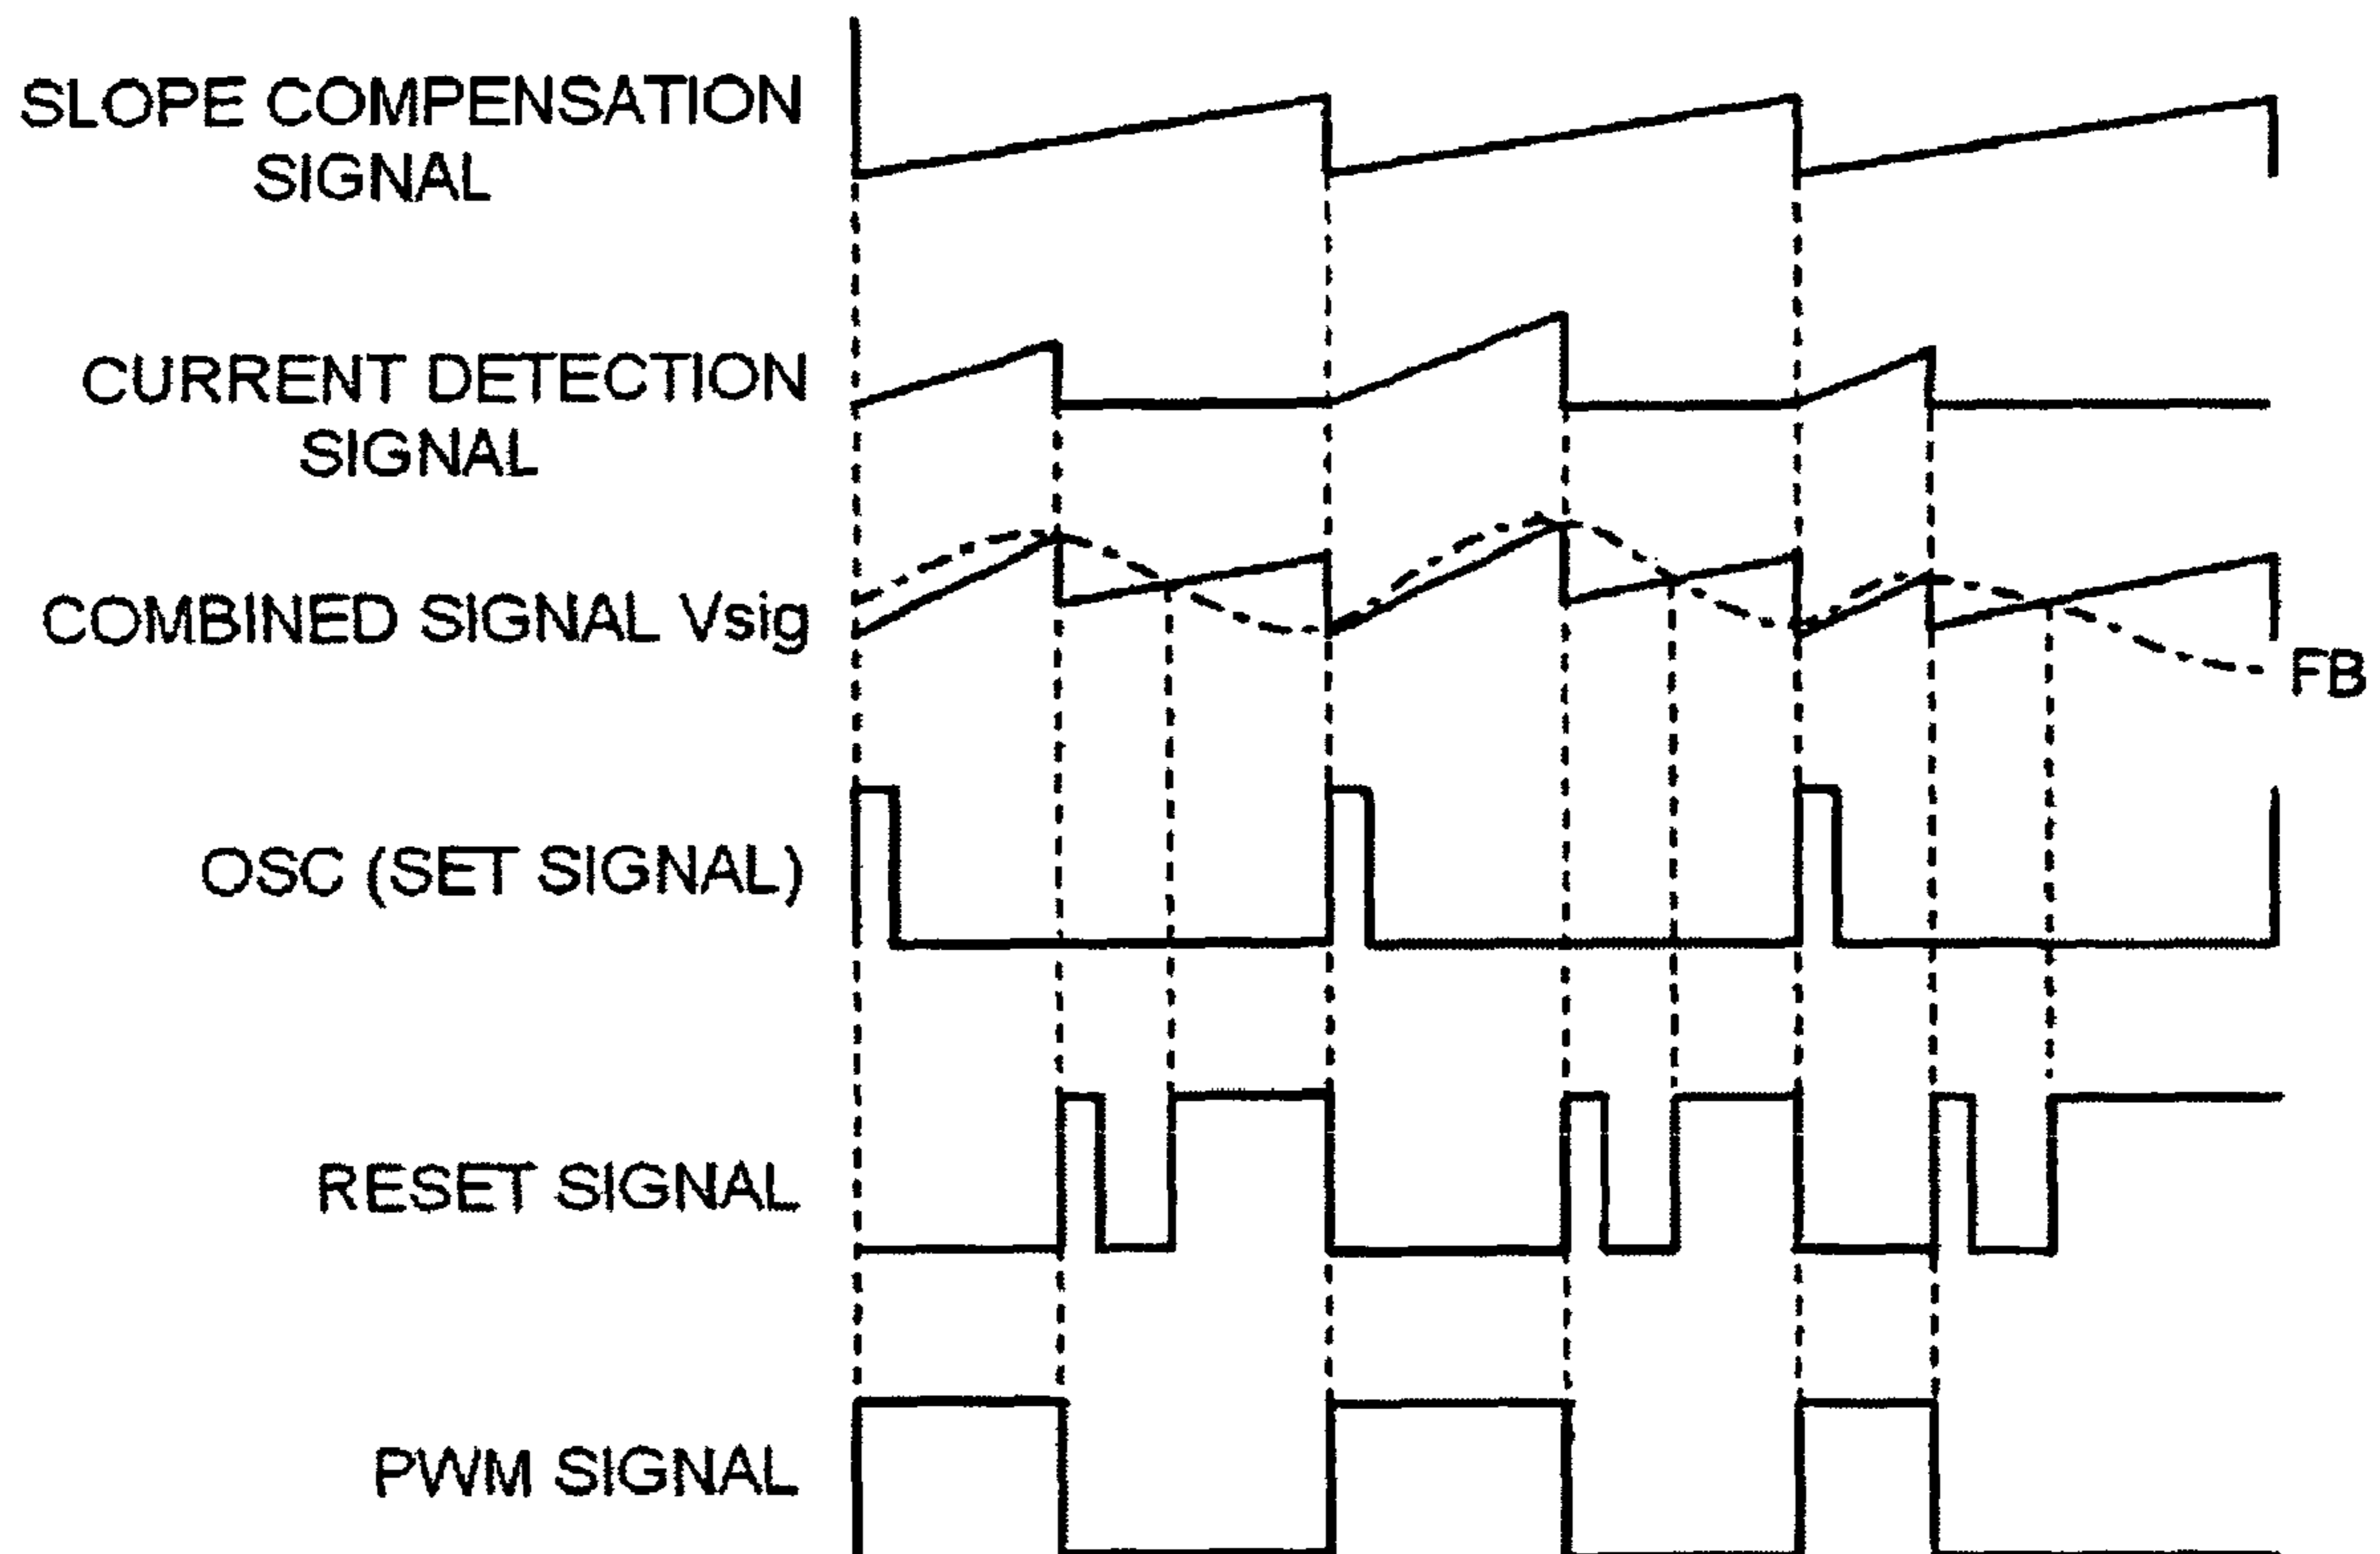 SLOPE COMPENSATION
SIGNAL
CURRENT DETECTION
SIGNAL
COMBINED SIGNAL Vsig
FB
OSC (SET SIGNAL)
RESET SIGNAL
PWM SIGNAL